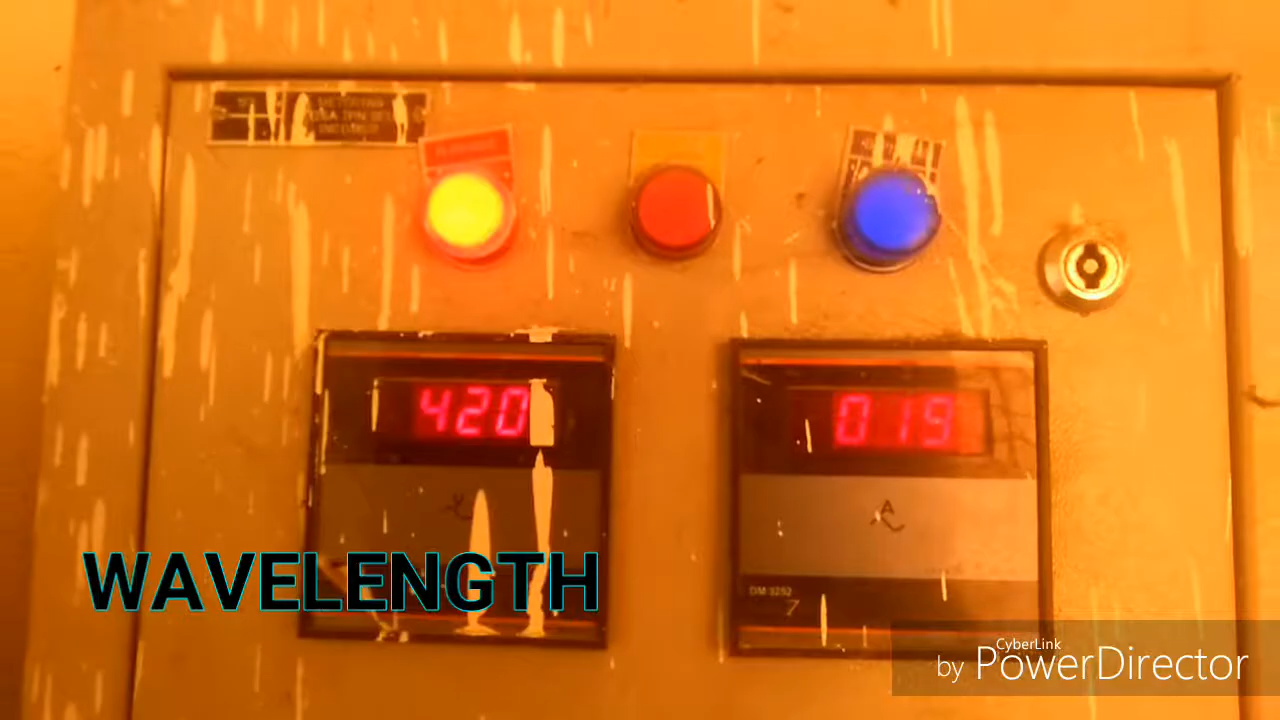 420
019
V
A
DM 3252
WAVELENGTH
CyberLink
by PowerDirector